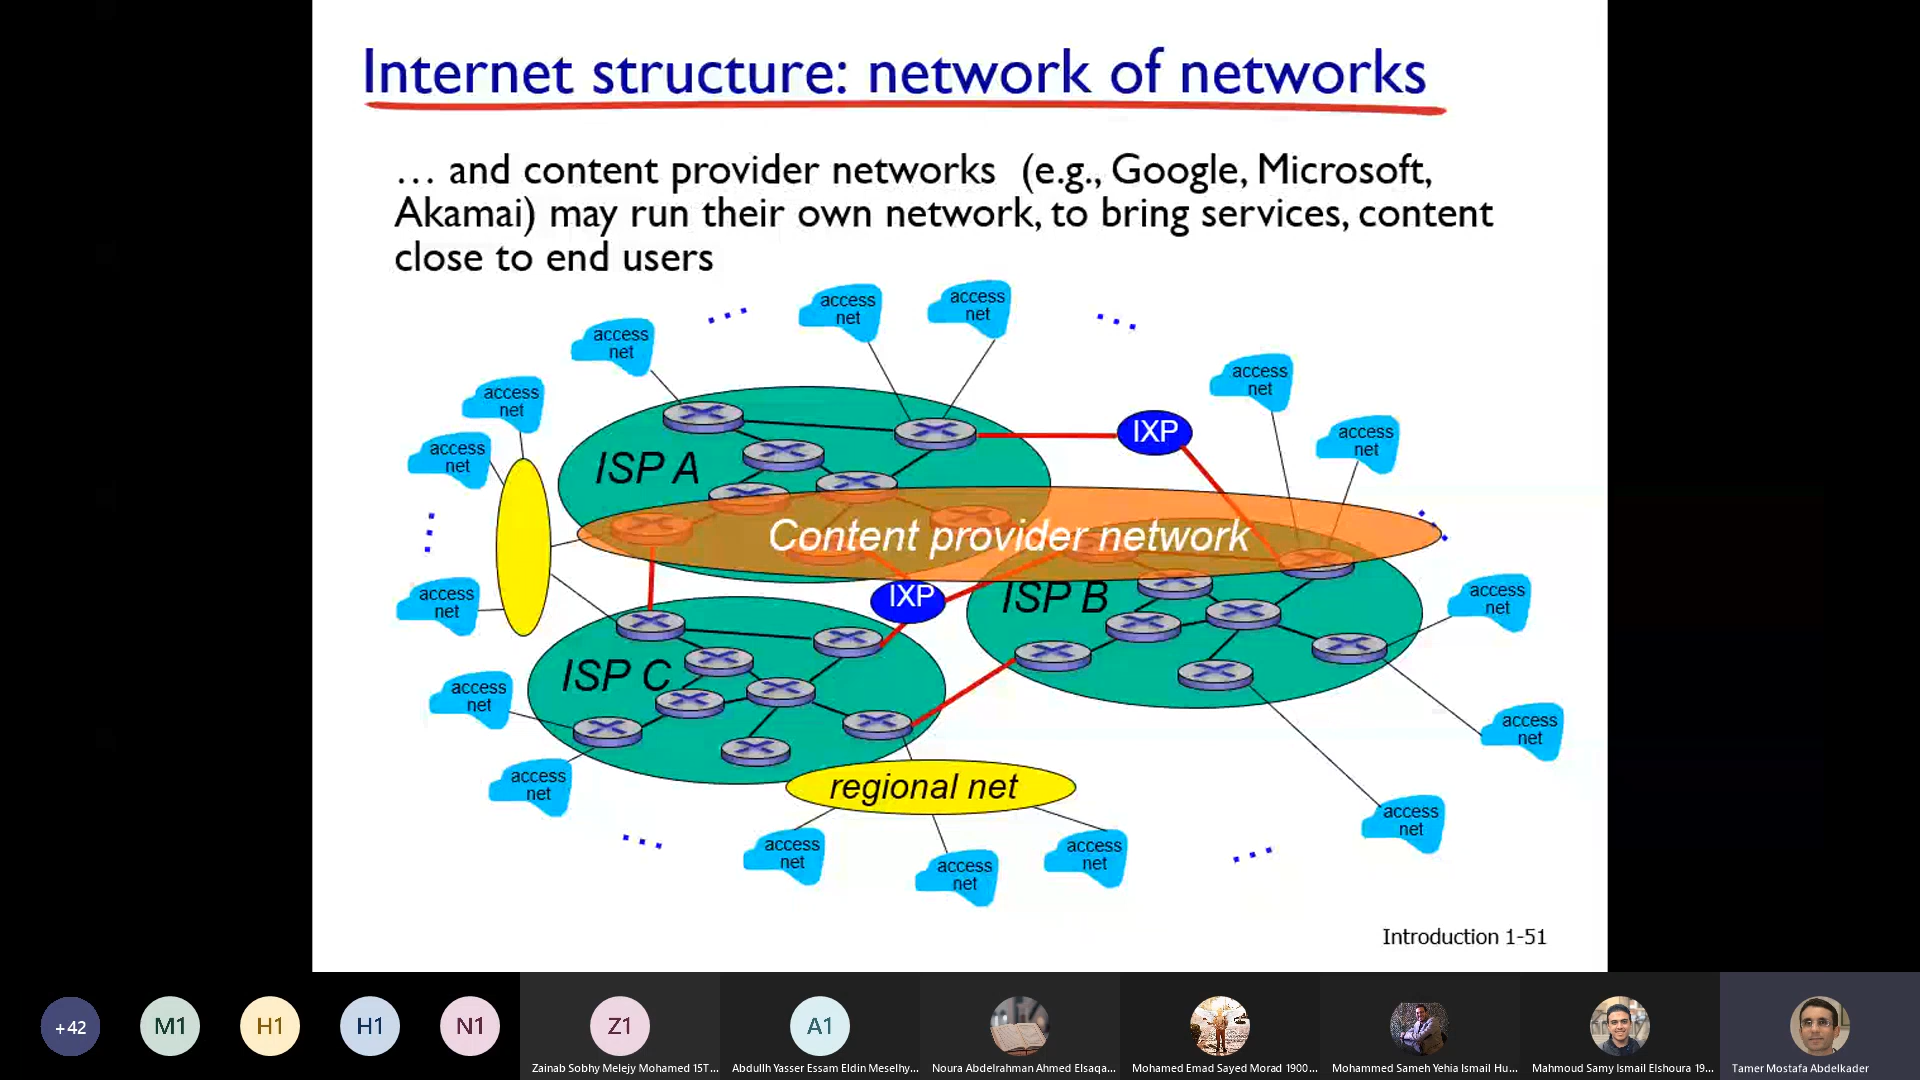 Internet structure: network of networks
… and content provider networks (e.g., Google, Microsoft,
Akamai) may run their own network, to bring services, content
close to end users
access
net
access
net
access
net
access
net
access
net
access
net
access
net
access
net
access
net
access
net
access
net
access
net
access
net
access
net
access
net
access
net
IXP
ISP A
Content provider network
IXP
ISP B
ISP C
regional net
Introduction 1-51
+42
M1
H1
H1
N1
Z1
A1
Zainab Sobhy Melejy Mohamed 15T...
Abdullh Yasser Essam Eldin Meselhy...
Noura Abdelrahman Ahmed Elsaqa...
Mohamed Emad Sayed Morad 1900...
Mohammed Sameh Yehia Ismail Hu...
Mahmoud Samy Ismail Elshoura 19...
Tamer Mostafa Abdelkader